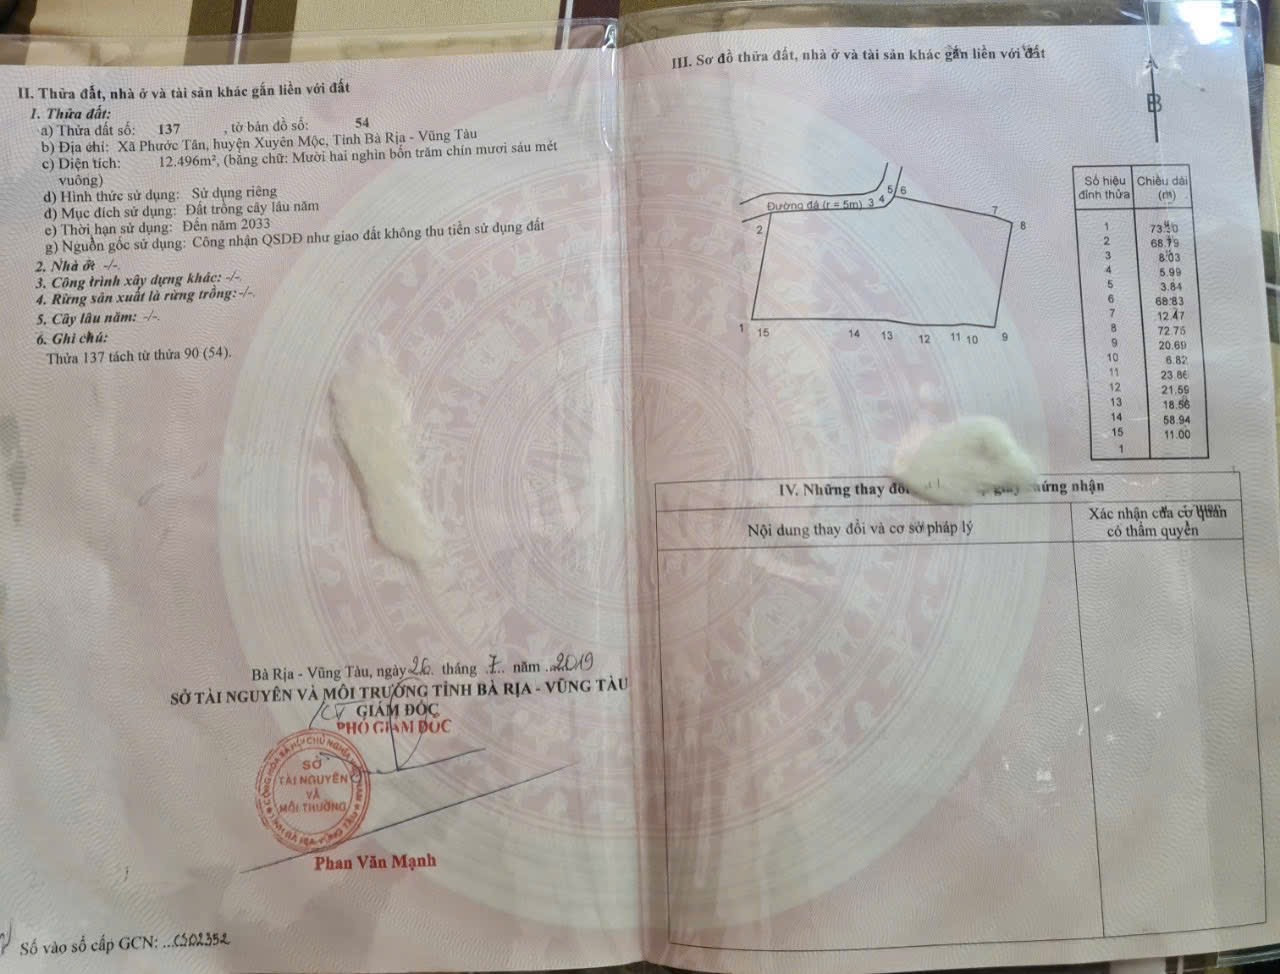 II. Thửa đất, nhà ở và tài sản khác gắn liền với đất
1. Thửa đất:
a) Thửa đất số: 137 , tờ bản đồ số: 54
b) Địa chỉ: Xã Phước Tân, huyện Xuyên Mộc, Tỉnh Bà Rịa - Vũng Tàu
c) Diện tích: 12.496m², (bằng chữ: Mười hai nghìn bốn trăm chín mươi sáu mét
vuông)
d) Hình thức sử dụng: Sử dụng riêng
đ) Mục đích sử dụng: Đất trồng cây lâu năm
e) Thời hạn sử dụng: Đến năm 2033
g) Nguồn gốc sử dụng: Công nhận QSDĐ như giao đất không thu tiền sử dụng đất
2. Nhà ở: -/-.
3. Công trình xây dựng khác: -/-.
4. Rừng sản xuất là rừng trồng: -/-.
5. Cây lâu năm: -/-.
6. Ghi chú:
Thửa 137 tách từ thửa 90 (54).
Bà Rịa - Vũng Tàu, ngày 26 tháng 7 năm 2019
SỞ TÀI NGUYÊN VÀ MÔI TRƯỜNG TỈNH BÀ RỊA - VŨNG TÀU
KT GIÁM ĐỐC
PHÓ GIÁM ĐỐC
SỞ
TÀI NGUYÊN
VÀ
MÔI TRƯỜNG
Phan Văn Mạnh
Số vào sổ cấp GCN: ...CS02352
III. Sơ đồ thửa đất, nhà ở và tài sản khác gắn liền với đất
B
Đường đá (r = 5m) 3 4 5 6
7
8
2
1 15 14 13 12 11 10 9
Số hiệu đỉnh thửa Chiều dài (m)
1 73.40
2 68.79
3 8.03
4 5.99
5 3.84
6 68.83
7 12.47
8 72.75
9 20.69
10 6.82
11 23.86
12 21.59
13 18.56
14 58.94
15 11.00
1
IV. Những thay đổi giấy chứng nhận
Nội dung thay đổi và cơ sở pháp lý
Xác nhận của cơ quan
có thẩm quyền